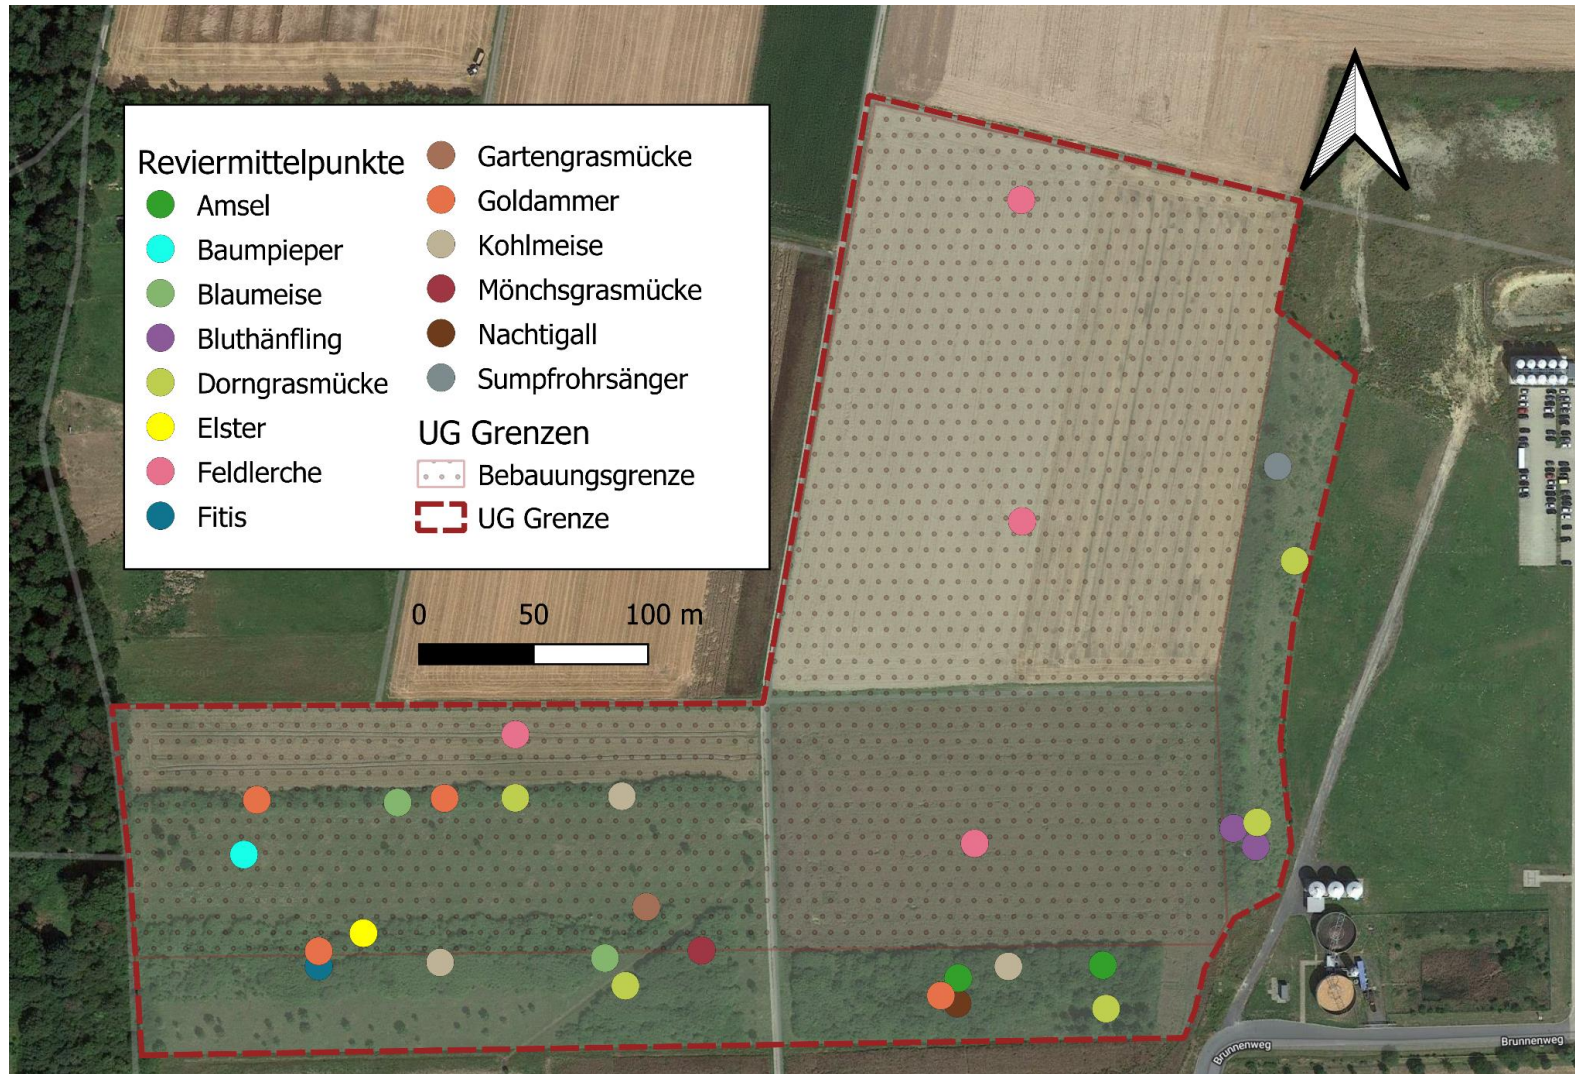 Reviermittelpunkte
Amsel
Baumpieper
Blaumeise
Bluthänfling
Dorngrasmücke
Elster
Feldlerche
Fitis
Gartengrasmücke
Goldammer
Kohlmeise
Mönchsgrasmücke
Nachtigall
Sumpfrohrsänger
UG Grenzen
Bebauungsgrenze
UG Grenze
0 50 100 m
Brunnenweg
Brunnenweg